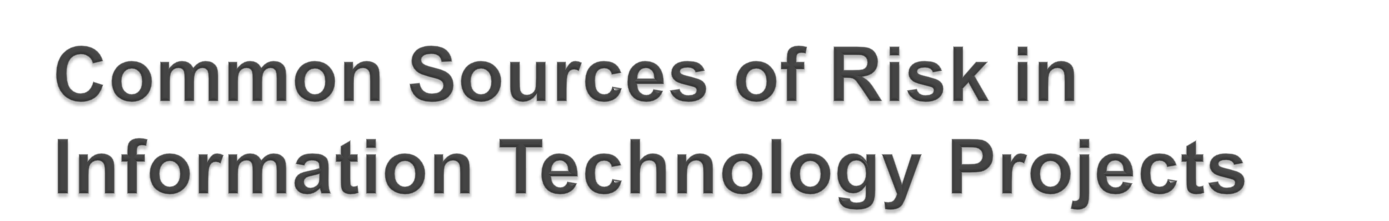 Common Sources of Risk in
Information Technology Projects